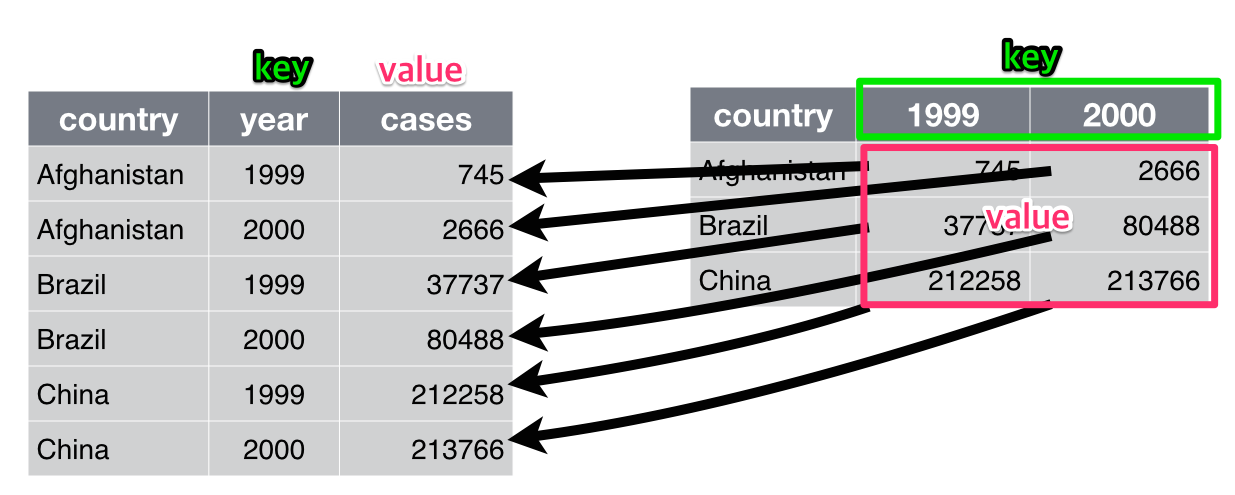 key value
country year cases
Afghanistan 1999 745
Afghanistan 2000 2666
Brazil 1999 37737
Brazil 2000 80488
China 1999 212258
China 2000 213766
key
country 1999 2000
Afghanistan 745 2666
Brazil 37737 80488
value
China 212258 213766